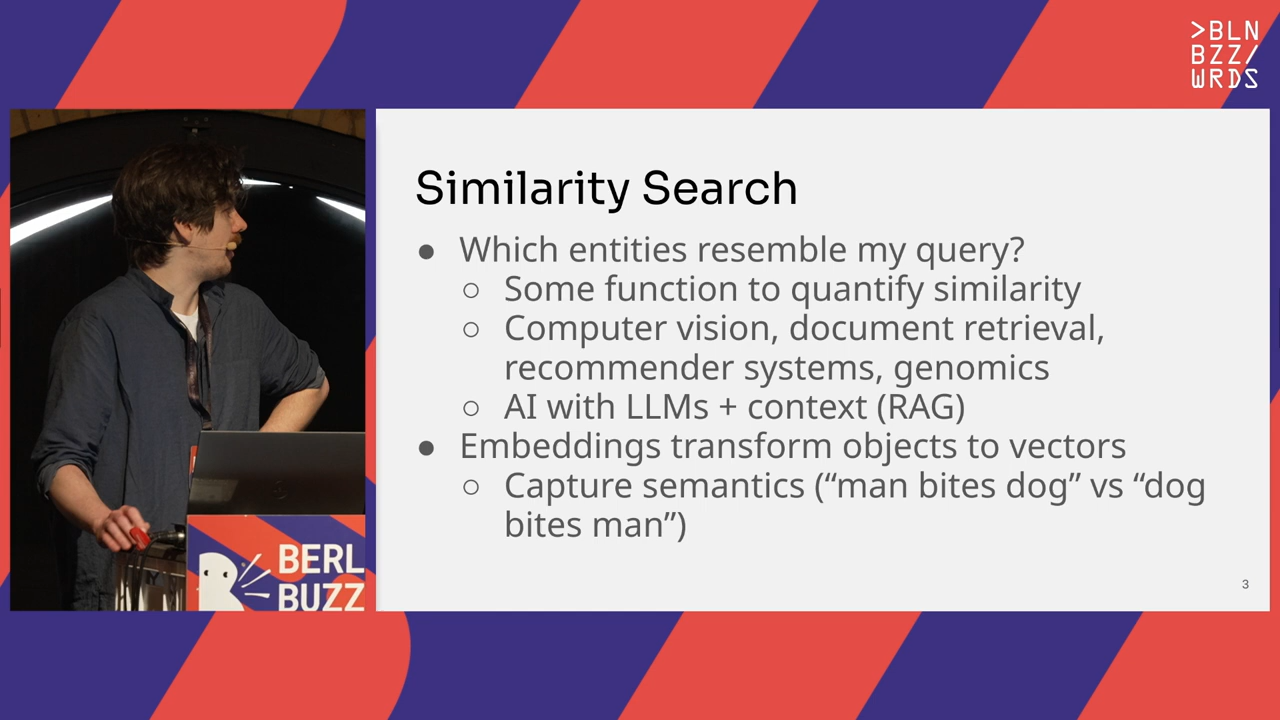 >BLN
BZZ/
WRDS
Similarity Search
● Which entities resemble my query?
○ Some function to quantify similarity
○ Computer vision, document retrieval,
recommender systems, genomics
○ AI with LLMs + context (RAG)
● Embeddings transform objects to vectors
○ Capture semantics (“man bites dog” vs “dog
bites man”)
3
BERL
BUZZ